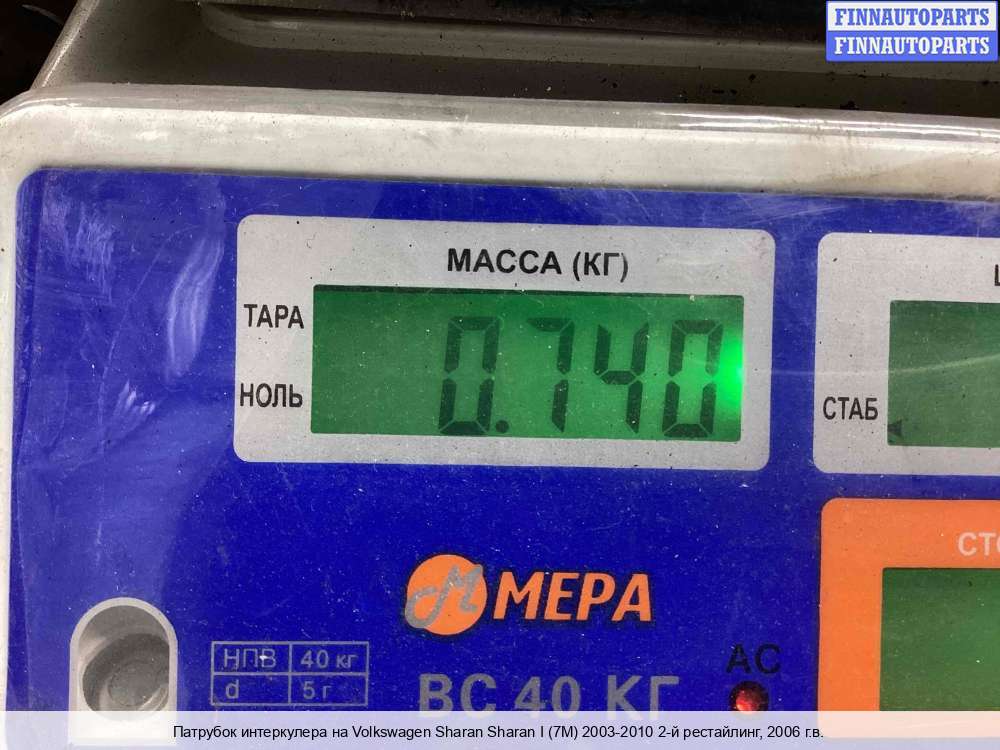 FINNAUTOPARTS
FINNAUTOPARTS
МАССА (КГ)
ТАРА
0.740
НОЛЬ
СТАБ
МЕРА
НПВ 40 кг
d 5 г
ВС 40 КГ
AC
Патрубок интеркулера на Volkswagen Sharan Sharan I (7M) 2003-2010 2-й рестайлинг, 2006 г.в.